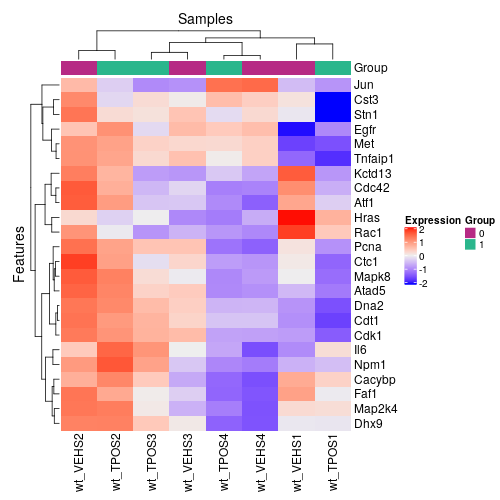 Samples
Group
Jun
Cst3
Stn1
Egfr
Met
Tnfaip1
Kctd13
Cdc42
Atf1
Hras
Rac1
Pcna
Ctc1
Mapk8
Atad5
Dna2
Cdt1
Cdk1
Il6
Npm1
Cacybp
Faf1
Map2k4
Dhx9
Features
wt_VEHS2
wt_TPOS2
wt_TPOS3
wt_VEHS3
wt_TPOS4
wt_VEHS4
wt_VEHS1
wt_TPOS1
Expression
2
1
0
-1
-2
Group
0
1